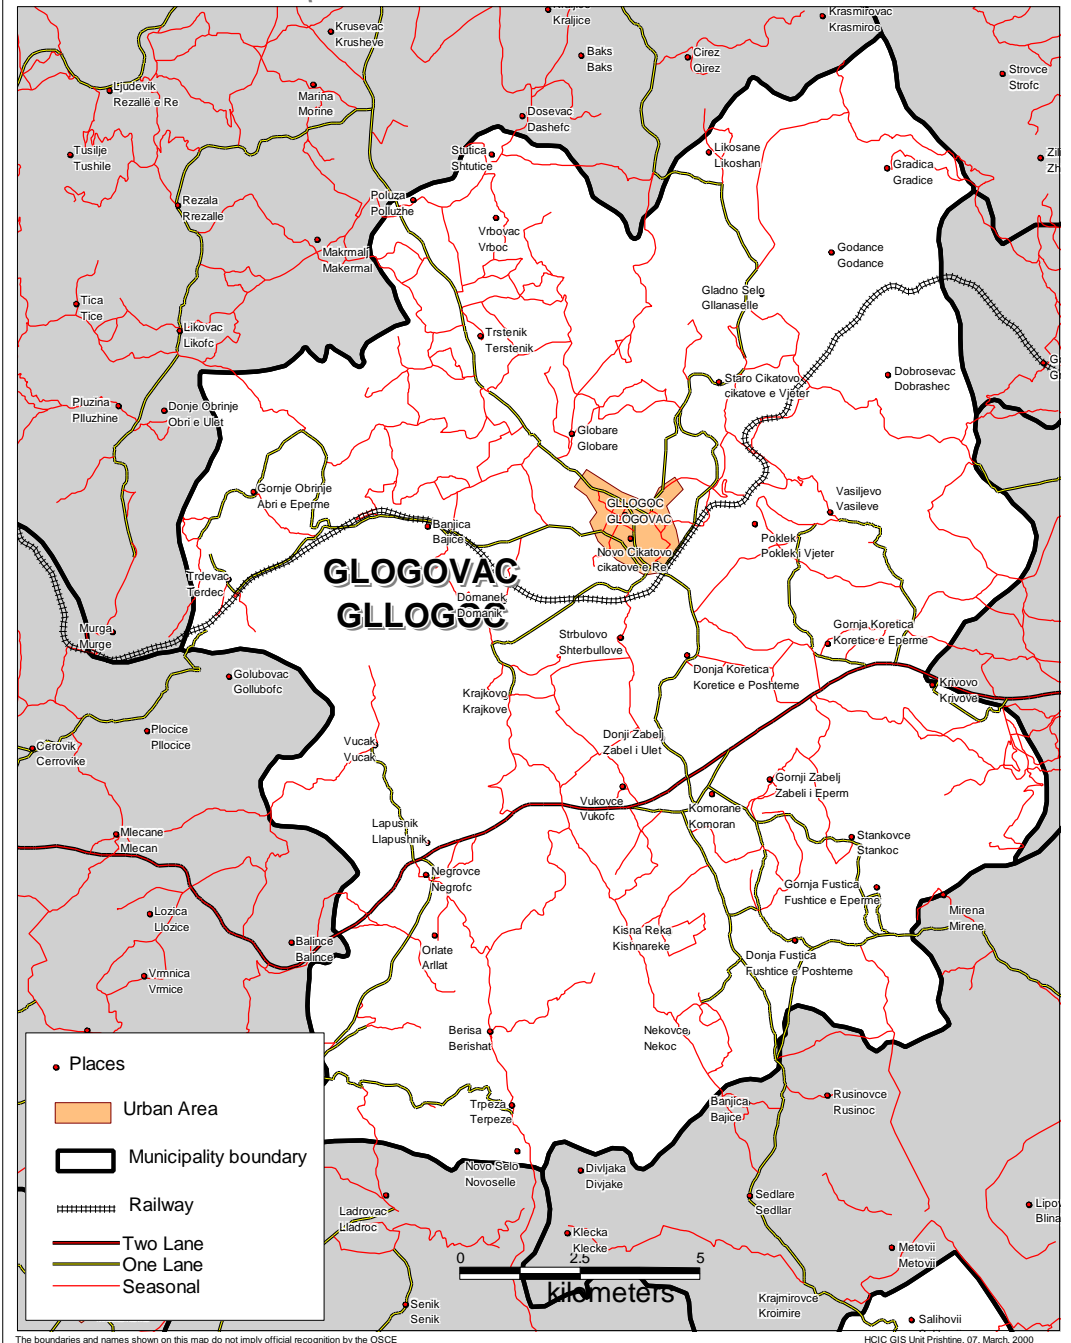 Kraljice
Krasmirovac
Krasmiroc
Krusevac
Krusheve
Baks
Baks
Cirez
Qirez
Strovce
Strofc
Ljudevik
Rezallë e Re
Marina
Morine
Dosevac
Dashefc
Tusilje
Tushile
Stutica
Shtutice
Likosane
Likoshan
Gradica
Gradice
Rezala
Rrezalle
Poluza
Polluzhe
Vrbovac
Vrboc
Makrmalj
Makermal
Godance
Godance
Tica
Tice
Gladno Selo
Gllanaselle
Likovac
Likofc
Trstenik
Terstenik
Dobrosevac
Dobrashec
Staro Cikatovo
cikatove e Vjeter
Pluzina
Plluzhine
Donje Obrinje
Obri e Ulet
Globare
Globare
Gornje Obrinje
Abri e Eperme
Vasiljevo
Vasileve
GLLOGOC
GLOGOVAC
Banjica
Bajice
Poklek
Poklek i Vjeter
Novo Cikatovo
cikatove e Re
GLOGOVAC
GLLOGOC
Trdevac
Terdec
Domanek
Domanik
Murga
Murge
Strbulovo
Shterbullove
Gornja Koretica
Koretice e Eperme
Golubovac
Gollubofc
Donja Koretica
Koretice e Poshteme
Krivovo
Krivove
Krajkovo
Krajkove
Plocice
Pllocice
Cerovik
Cerrovike
Vucak
Vucak
Donji Zabelj
Zabel i Ulet
Gornji Zabelj
Zabeli i Eperm
Vukovce
Vukofc
Komorane
Komoran
Mlecane
Mlecan
Lapusnik
Llapushnik
Stankovce
Stankoc
Negrovce
Negrofc
Gornja Fustica
Fushtice e Eperme
Lozica
Llozice
Mirena
Mirene
Balince
Balince
Orlate
Arllat
Kisna Reka
Kishnareke
Donja Fustica
Fushtice e Poshteme
Vrmnica
Vrmice
Berisa
Berishat
Nekovce
Nekoc
Places
Urban Area
Municipality boundary
Railway
Two Lane
One Lane
Seasonal
Trpeza
Terpeze
Banjica
Bajice
Rusinovce
Rusinoc
Novo Selo
Novoselle
Divljaka
Divjake
Sedlare
Sedllar
Ladrovac
Lladroc
Klecka
Klecke
Metovii
Metovii
0 2.5 5
kilometers
Krajmirovce
Kroimire
Senik
Senik
Salihovii
The boundaries and names shown on this map do not imply official recognition by the OSCE
HCIC GIS Unit Pristine, 07. March, 2000